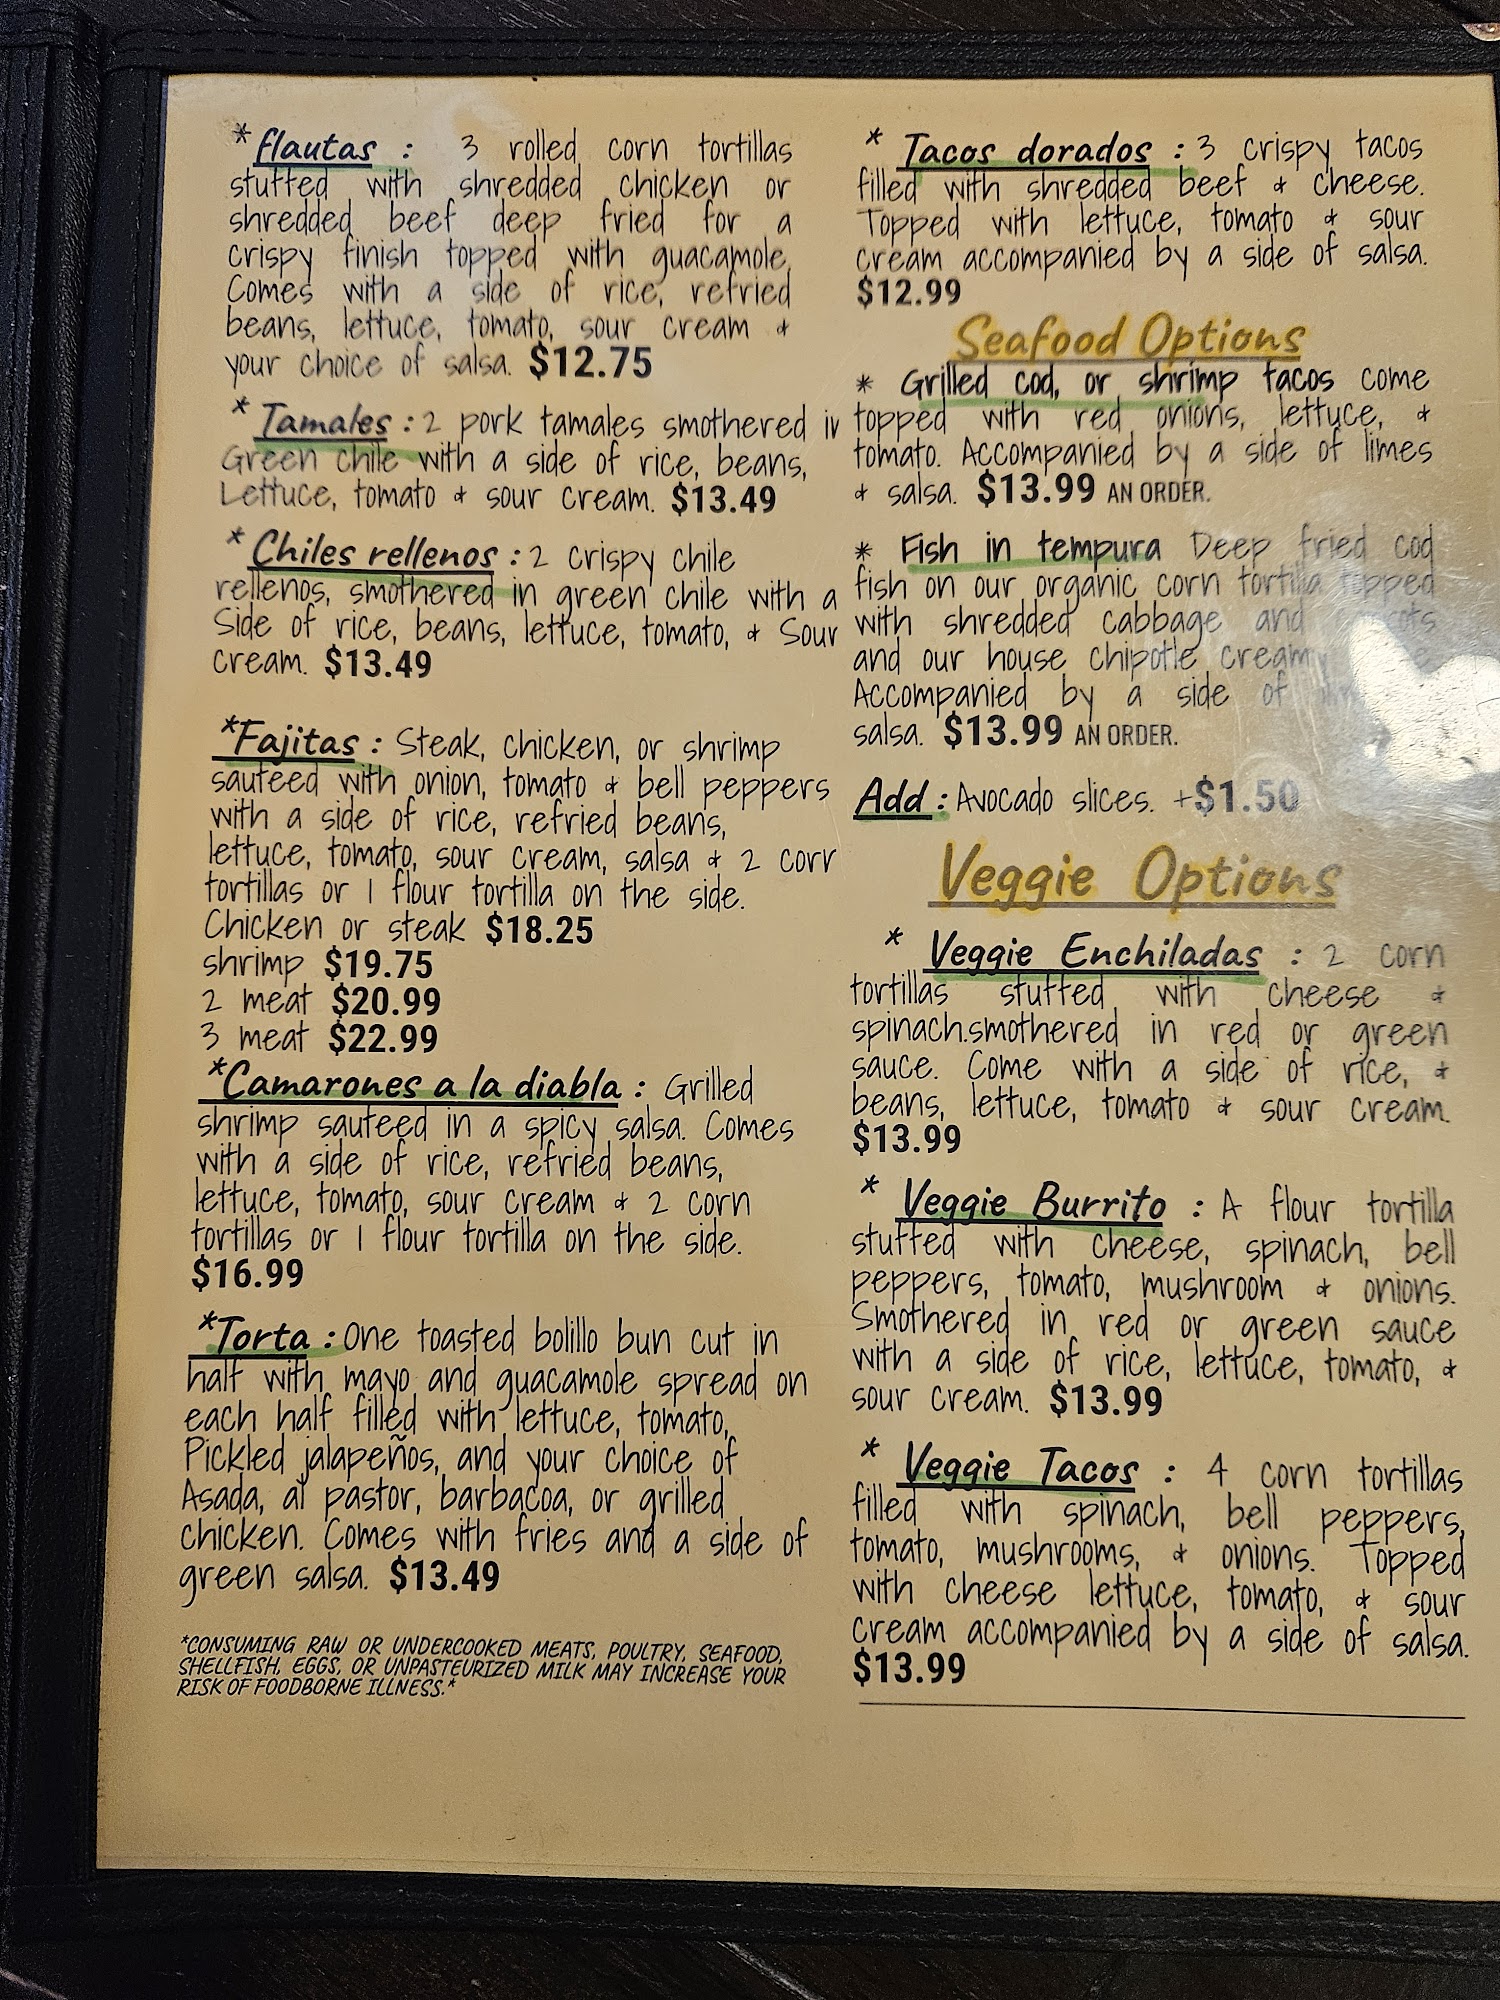 * flautas : 3 rolled corn tortillas
stuffed with shredded chicken or
shredded beef deep fried for a
crispy finish topped with guacamole.
Comes with a side of rice, refried
beans, lettuce, tomato, sour cream &
your choice of salsa. $12.75
* Tamales : 2 pork tamales smothered in
Green chile with a side of rice, beans,
Lettuce, tomato & sour cream. $13.49
* Chiles rellenos : 2 crispy chile
rellenos, smothered in green chile with a
Side of rice, beans, lettuce, tomato, & Sour
cream. $13.49
*Fajitas : Steak, chicken, or shrimp
sauteed with onion, tomato & bell peppers
with a side of rice, refried beans,
lettuce, tomato, sour cream, salsa & 2 corn
tortillas or 1 flour tortilla on the side.
Chicken or steak $18.25
shrimp $19.75
2 meat $20.99
3 meat $22.99
*Camarones a la diabla : Grilled
shrimp sauteed in a spicy salsa. Comes
with a side of rice, refried beans,
lettuce, tomato, sour cream & 2 corn
tortillas or 1 flour tortilla on the side.
$16.99
*Torta : One toasted bolillo bun cut in
half with mayo and guacamole spread on
each half filled with lettuce, tomato,
Pickled jalapeños, and your choice of
Asada, al pastor, barbacoa, or grilled
chicken. Comes with fries and a side of
green salsa. $13.49
*CONSUMING RAW OR UNDERCOOKED MEATS, POULTRY, SEAFOOD,
SHELLFISH, EGGS, OR UNPASTEURIZED MILK MAY INCREASE YOUR
RISK OF FOODBORNE ILLNESS.*
* Tacos dorados : 3 crispy tacos
filled with shredded beef & cheese.
Topped with lettuce, tomato & sour
cream accompanied by a side of salsa.
$12.99
Seafood Options
* Grilled cod, or shrimp tacos come
topped with red onions, lettuce, &
tomato. Accompanied by a side of limes
& salsa. $13.99 AN ORDER.
* Fish in tempura Deep fried cod
fish on our organic corn tortilla topped
with shredded cabbage and
and our house chipotle creamy
Accompanied by a side of
salsa. $13.99 AN ORDER.
Add : Avocado slices. +$1.50
Veggie Options
* Veggie Enchiladas : 2 corn
tortillas stuffed with cheese &
spinach.smothered in red or green
sauce. Come with a side of rice, &
beans, lettuce, tomato & sour cream.
$13.99
* Veggie Burrito : A flour tortilla
stuffed with cheese, spinach, bell
peppers, tomato, mushroom & onions.
Smothered in red or green sauce
with a side of rice, lettuce, tomato, &
sour cream. $13.99
* Veggie Tacos : 4 corn tortillas
filled with spinach, bell peppers,
tomato, mushrooms, & onions. Topped
with cheese lettuce, tomato, & sour
cream accompanied by a side of salsa.
$13.99